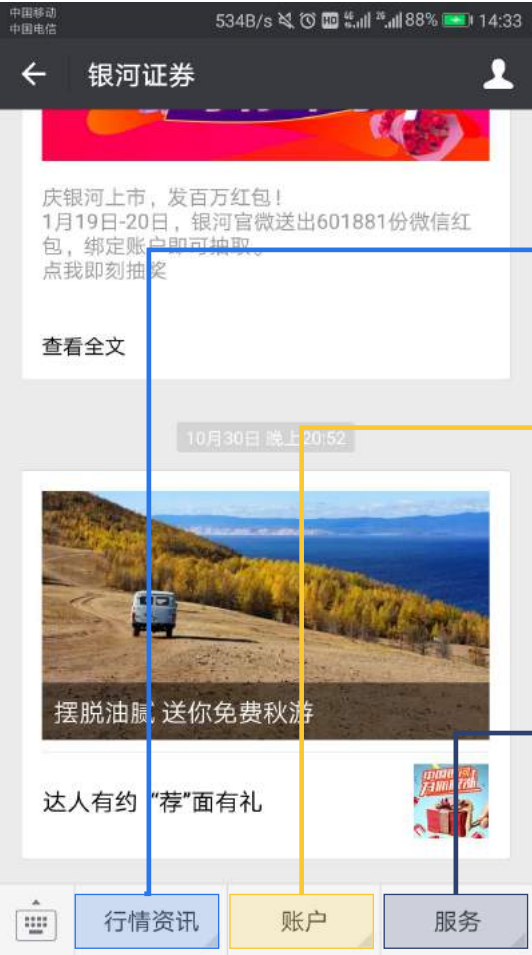 中国移动
中国电信
534B/s HD 4G 2G 88% 14:33
银河证券
庆银河上市，发百万红包！
1月19日-20日，银河官微送出601881份微信红
包，绑定账户即可抽取。
点我即刻抽奖
查看全文
10月30日 晚上20:52
摆脱油腻 送你免费秋游
达人有约 “荐”面有礼
行情资讯
账户
服务